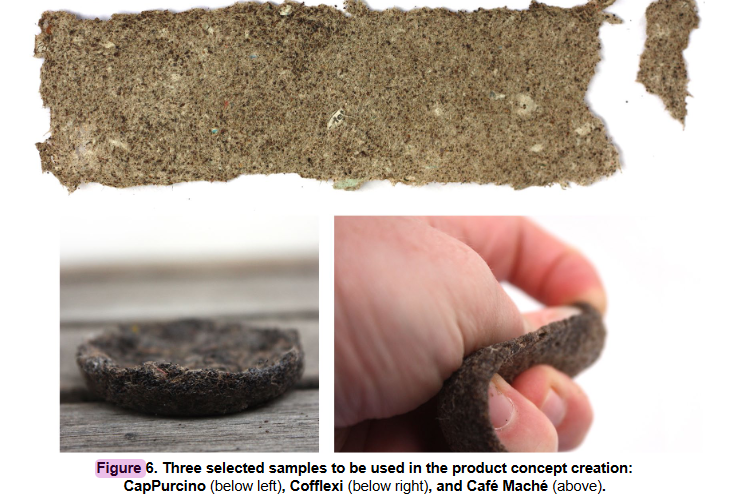 Figure 6. Three selected samples to be used in the product concept creation:
CapPurcino (below left), Cofflexi (below right), and Café Maché (above).